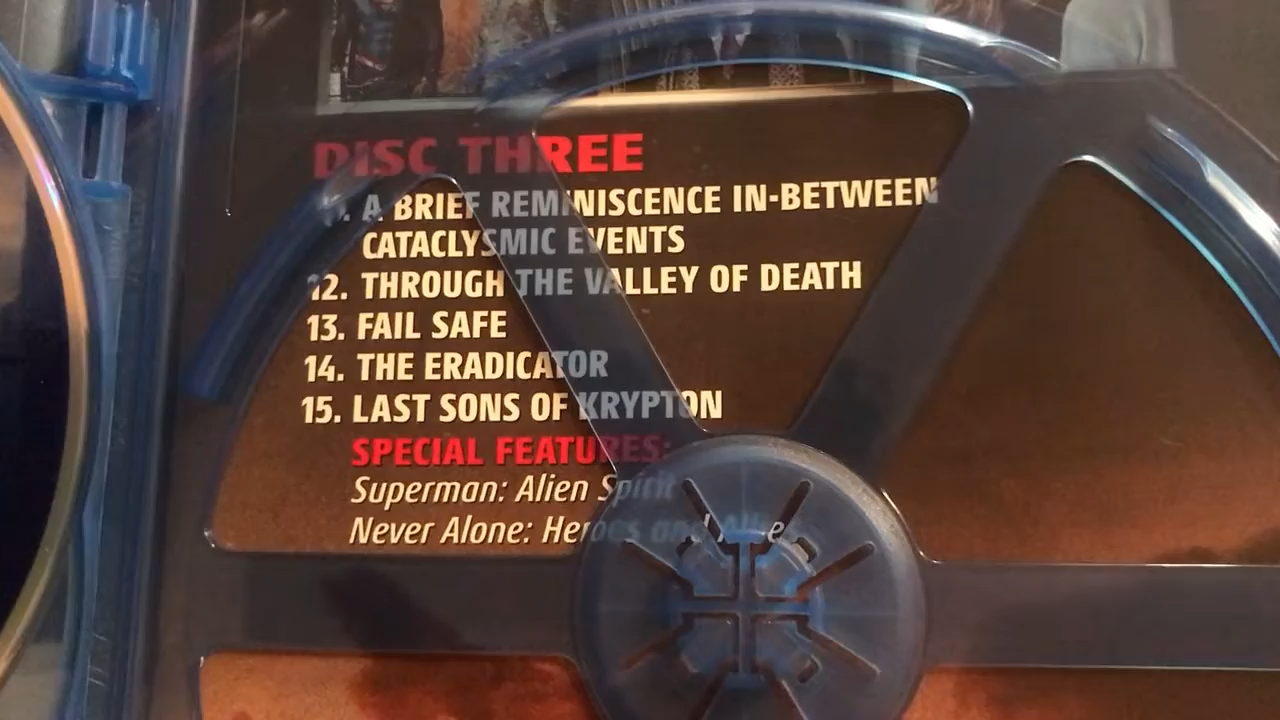 DISC THREE
11. A BRIEF REMINISCENCE IN-BETWEEN
CATACLYSMIC EVENTS
12. THROUGH THE VALLEY OF DEATH
13. FAIL SAFE
14. THE ERADICATOR
15. LAST SONS OF KRYPTON
SPECIAL FEATURES:
Superman: Alien Spirit
Never Alone: Heroes and Allies